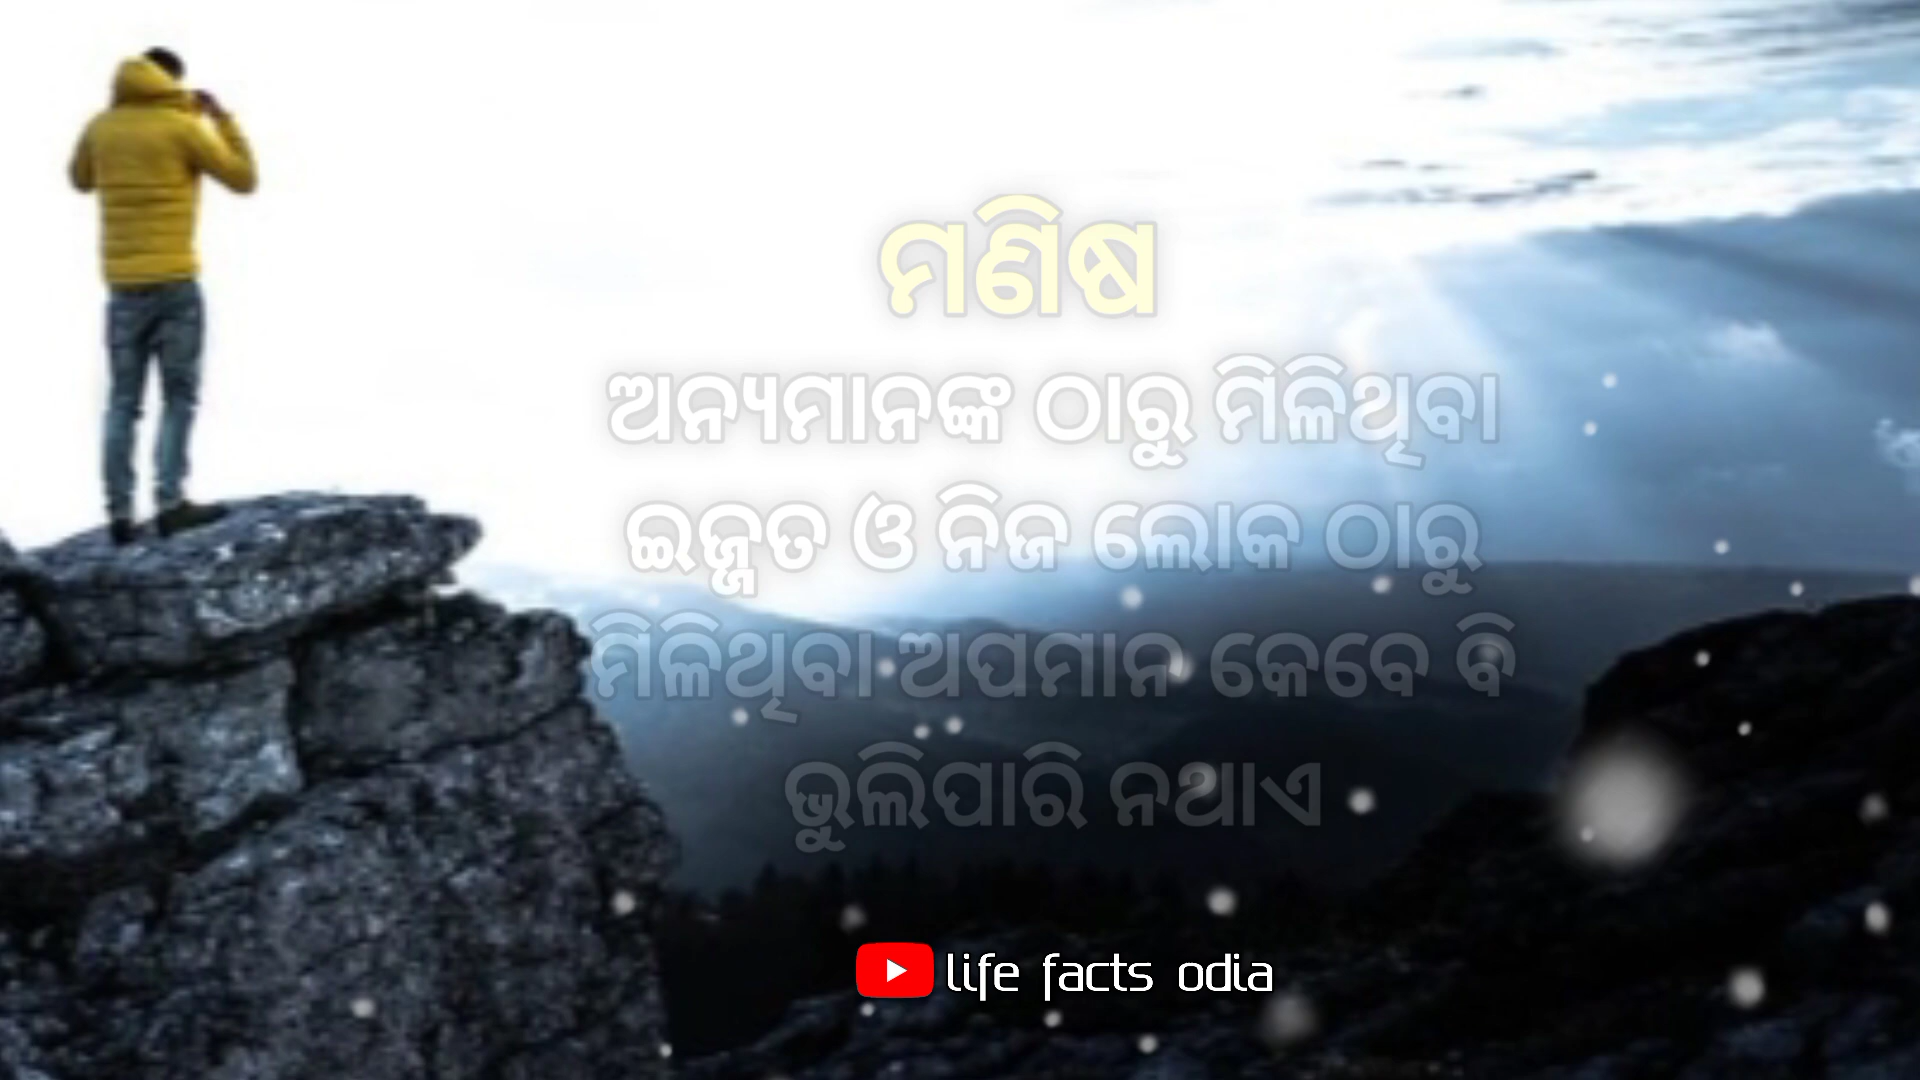 ମଣିଷ
ଅନ୍ୟମାନଙ୍କ ଠାରୁ ମିଳିଥିବା
ଇଜ୍ଜତ ଓ ନିଜ ଲୋକ ଠାରୁ
ମିଳିଥିବା ଅପମାନ କେବେ ବି
ଭୁଲିପାରି ନଥାଏ
life facts odia